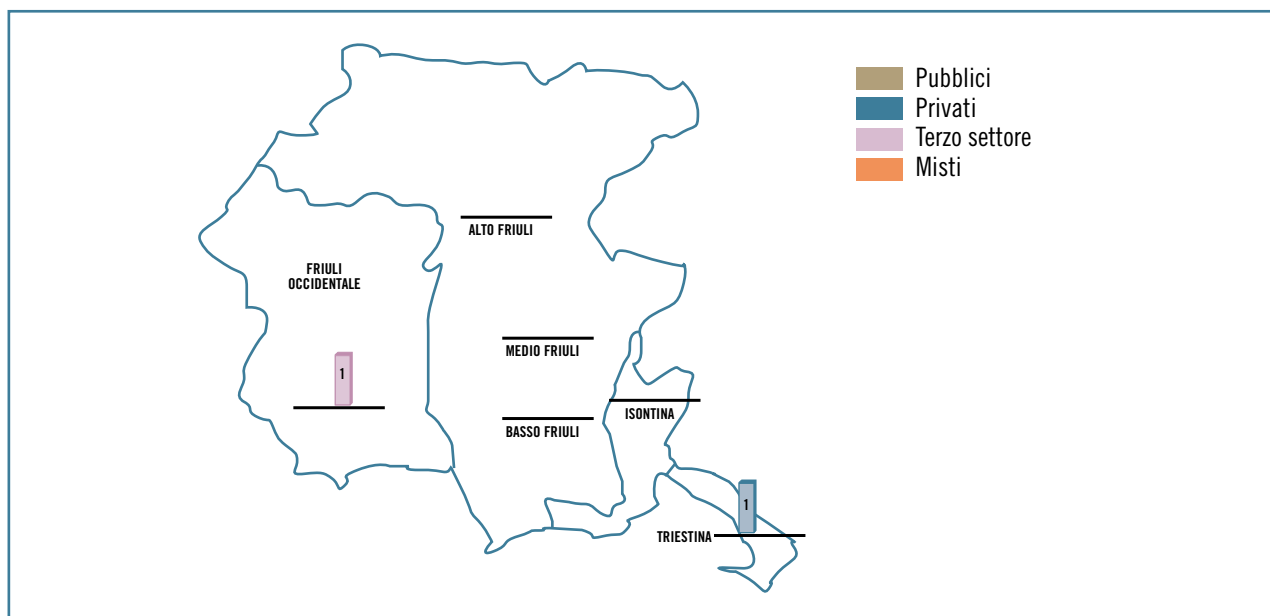 Pubblici
Privati
Terzo settore
Misti
ALTO FRIULI
FRIULI
OCCIDENTALE
MEDIO FRIULI
1
ISONTINA
BASSO FRIULI
1
TRIESTINA